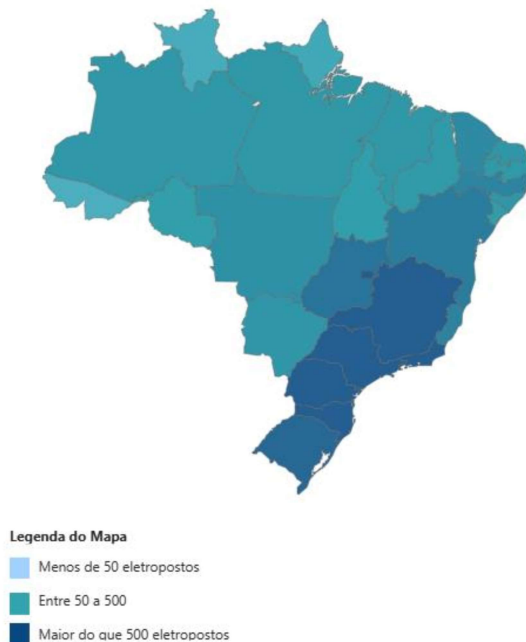 Legenda do Mapa
Menos de 50 eletropostos
Entre 50 a 500
Maior do que 500 eletropostos